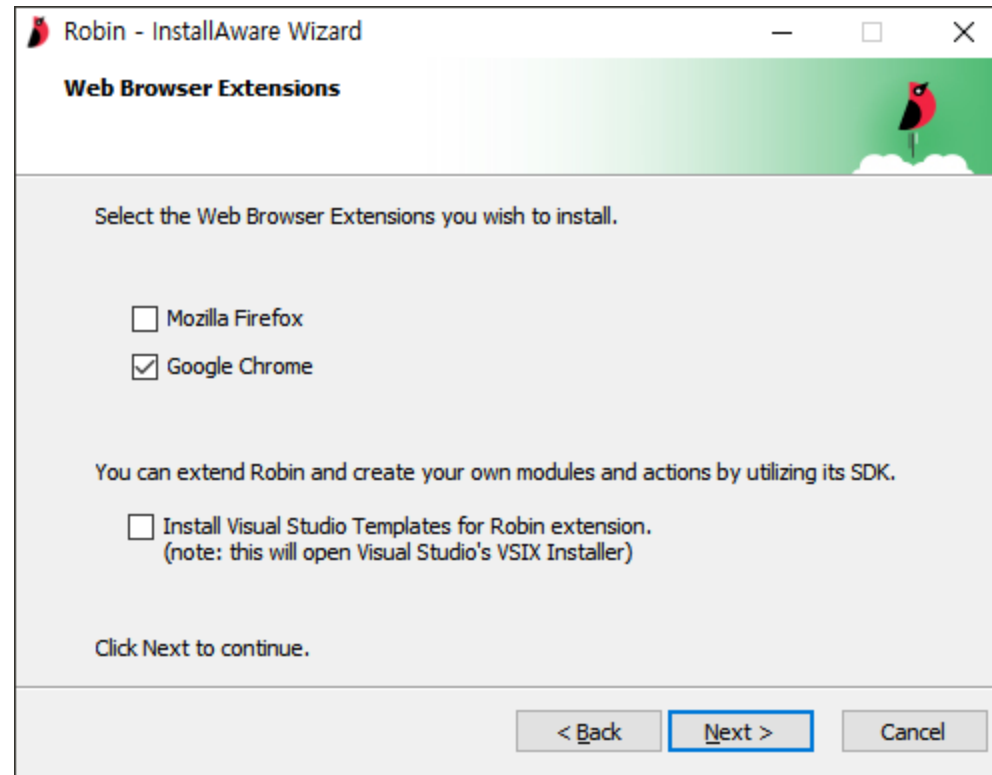 Robin - InstallAware Wizard
Web Browser Extensions
Select the Web Browser Extensions you wish to install.
Mozilla Firefox
Google Chrome
You can extend Robin and create your own modules and actions by utilizing its SDK.
Install Visual Studio Templates for Robin extension.
(note: this will open Visual Studio's VSIX Installer)
Click Next to continue.
< Back
Next >
Cancel